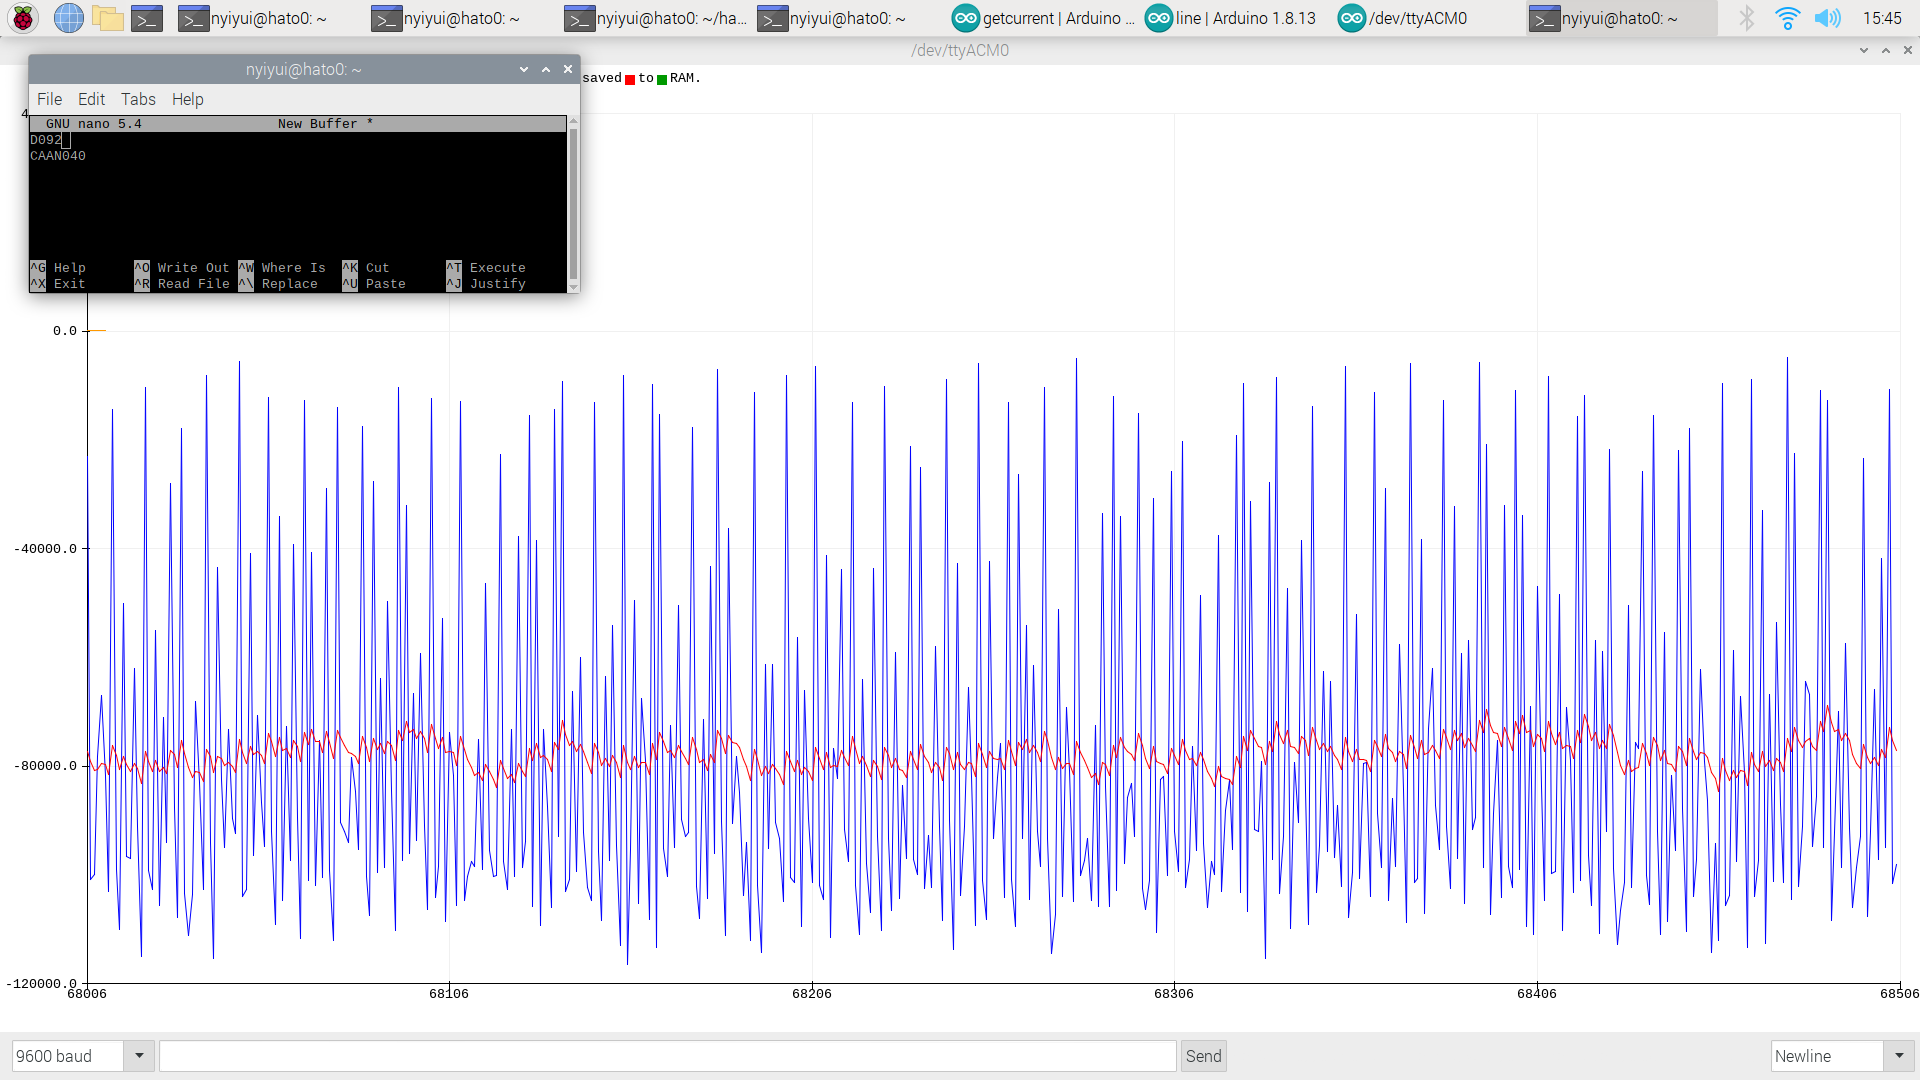 nyiyui@hato0: ~
nyiyui@hato0: ~
nyiyui@hato0: ~/ha...
nyiyui@hato0: ~
getcurrent | Arduino ...
line | Arduino 1.8.13
/dev/ttyACM0
nyiyui@hato0: ~
15:45
/dev/ttyACM0
nyiyui@hato0: ~
saved to RAM.
File Edit Tabs Help
4
GNU nano 5.4 New Buffer *
D092
CAAN040
^G Help ^O Write Out ^W Where Is ^K Cut ^T Execute
^X Exit ^R Read File ^\ Replace ^U Paste ^J Justify
0.0
-40000.0
-80000.0
-120000.0
68006 68106 68206 68306 68406 68506
9600 baud Send Newline